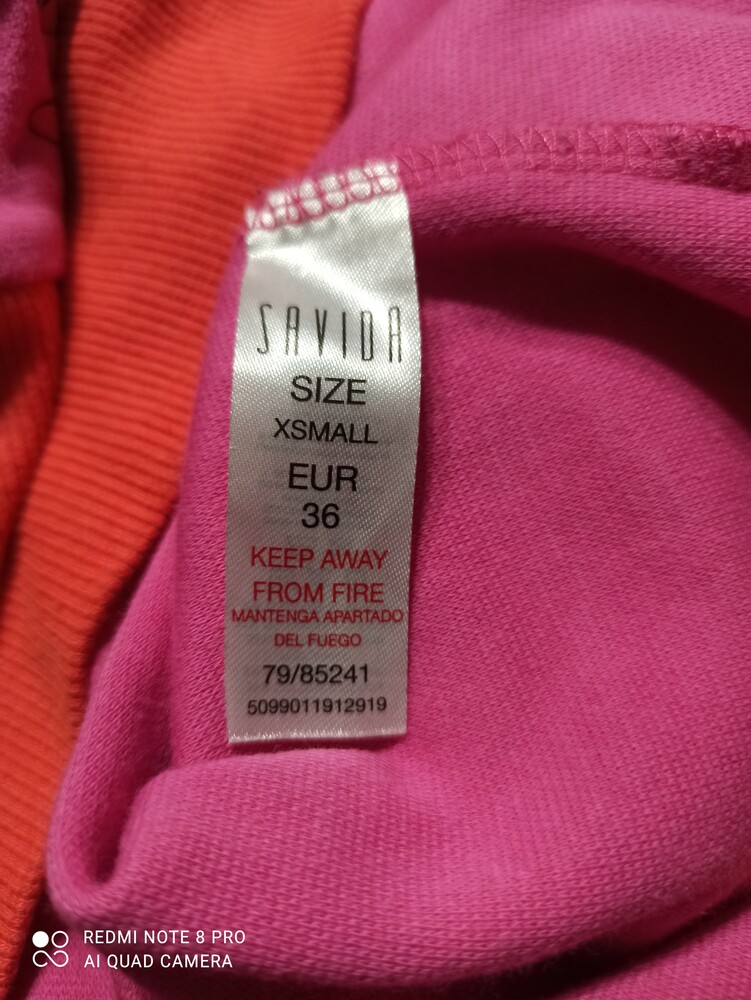 SAVIDA
SIZE
XSMALL
EUR
36
KEEP AWAY
FROM FIRE
MANTENGA APARTADO
DEL FUEGO
79/85241
5099011912919
REDMI NOTE 8 PRO
AI QUAD CAMERA